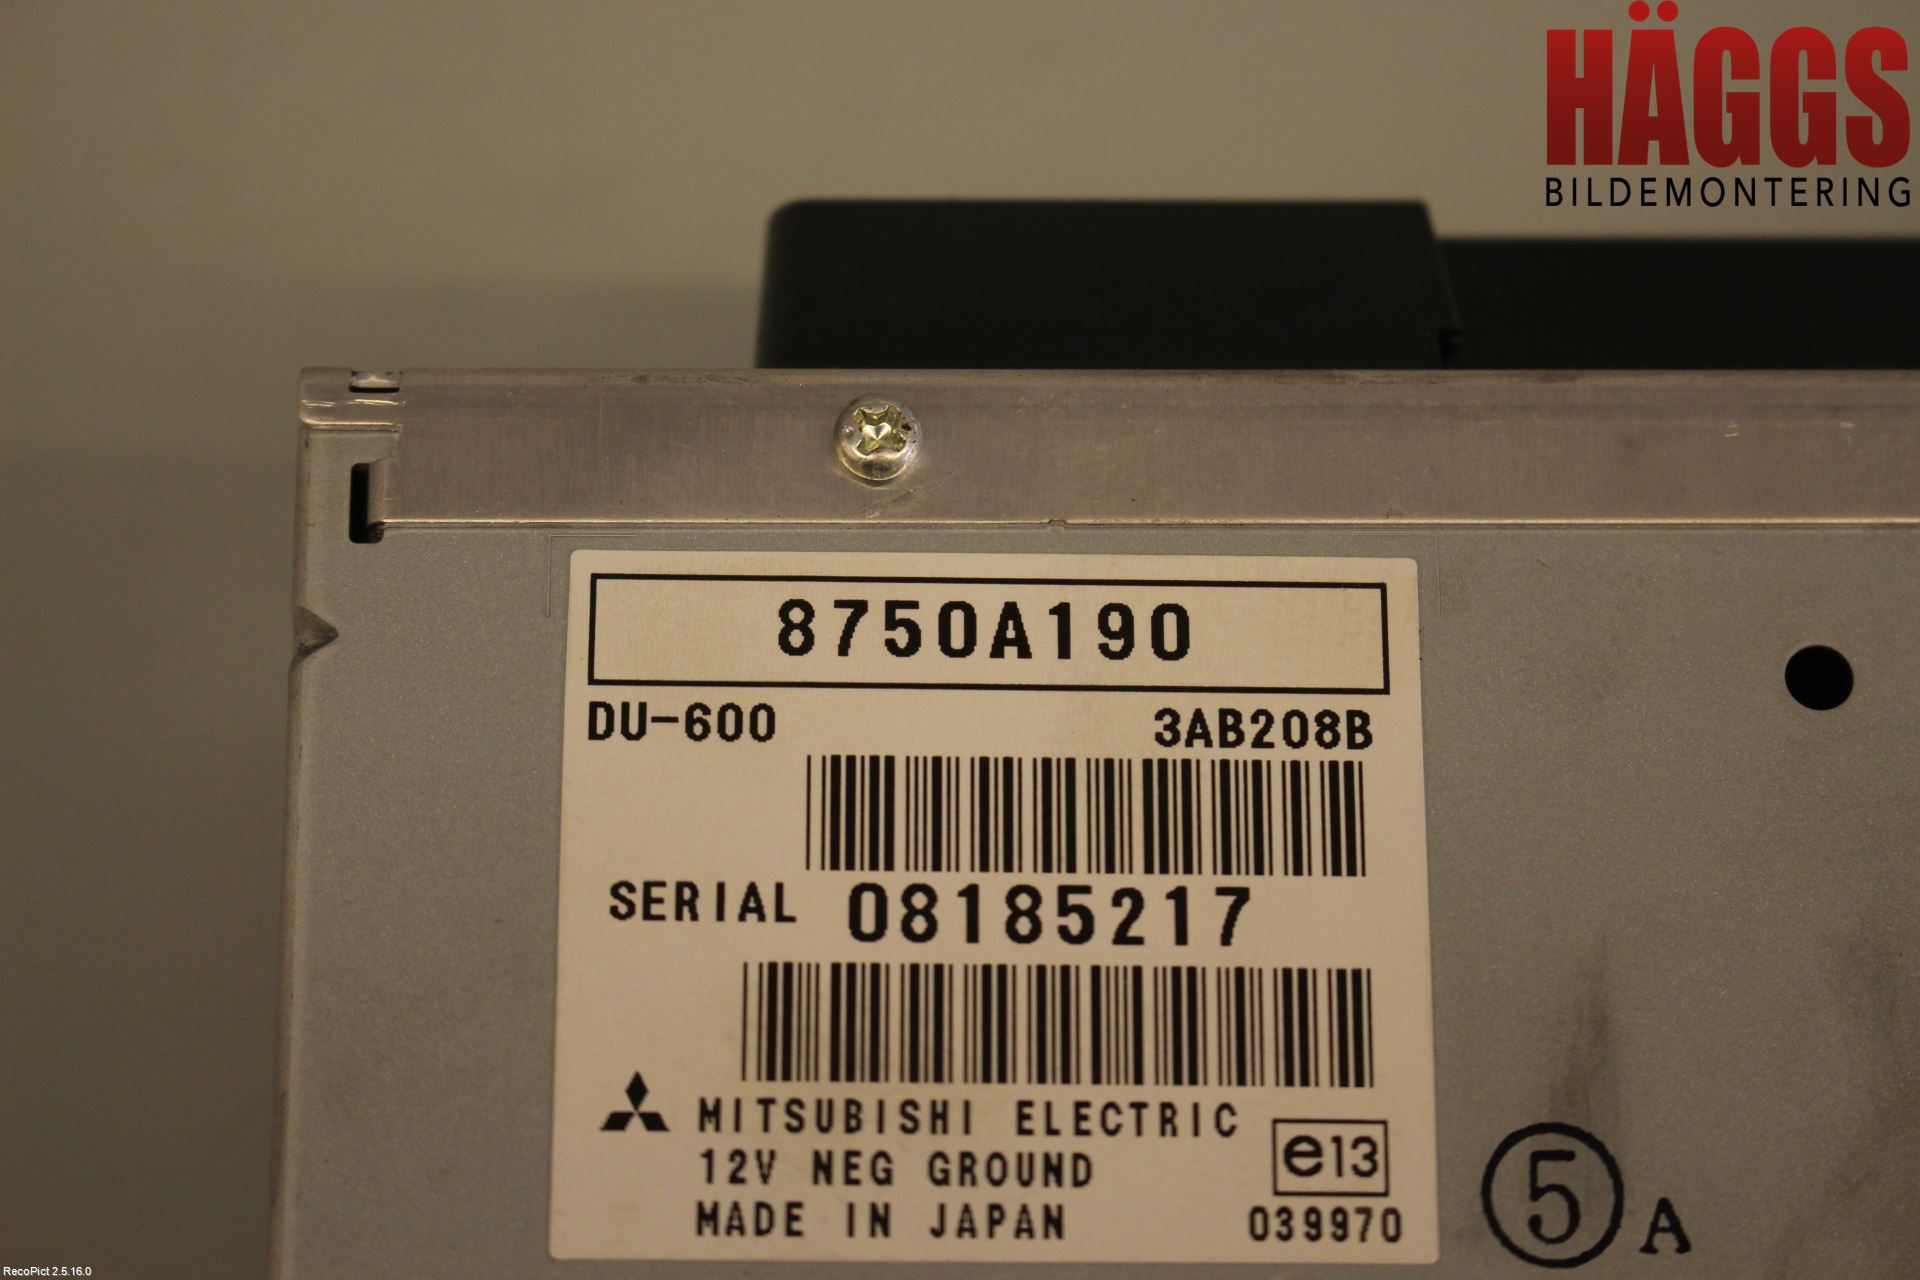 HÄGGS
BILDEMONTERING
8750A190
DU-600 3AB208B
SERIAL 08185217
MITSUBISHI ELECTRIC
12V NEG GROUND
e13
MADE IN JAPAN
039970
5 A
RecoPict 2.5.16.0